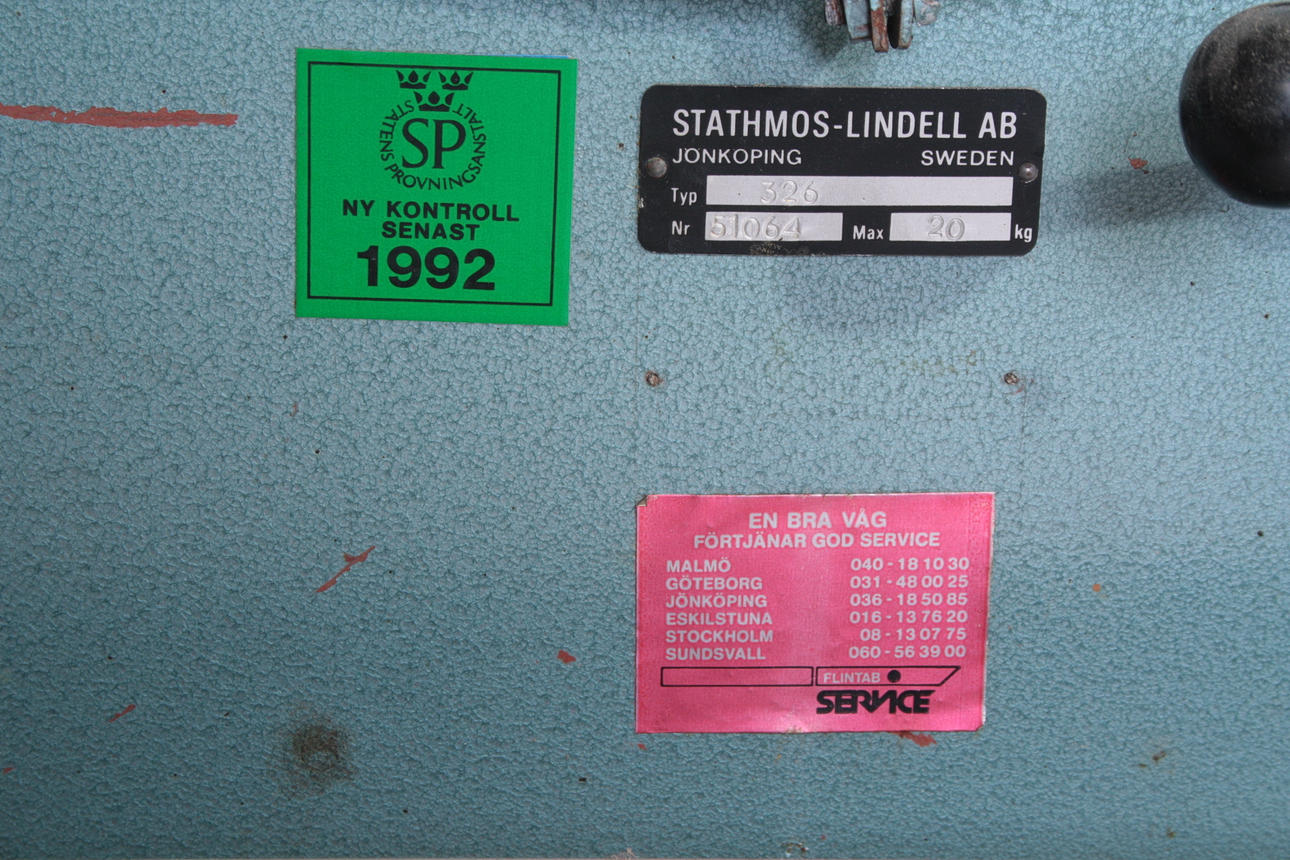 STATENS PROVNINGSANSTALT
SP
NY KONTROLL
SENAST
1992
STATHMOS-LINDELL AB
JÖNKÖPING SWEDEN
Typ 326
Nr 51064 Max 20 kg
EN BRA VÅG
FÖRTJÄNAR GOD SERVICE
MALMÖ 040-18 10 30
GÖTEBORG 031-48 00 25
JÖNKÖPING 036-18 50 85
ESKILSTUNA 016-13 76 20
STOCKHOLM 08-13 07 75
SUNDSVALL 060-56 39 00
FLINTAB
SERVICE